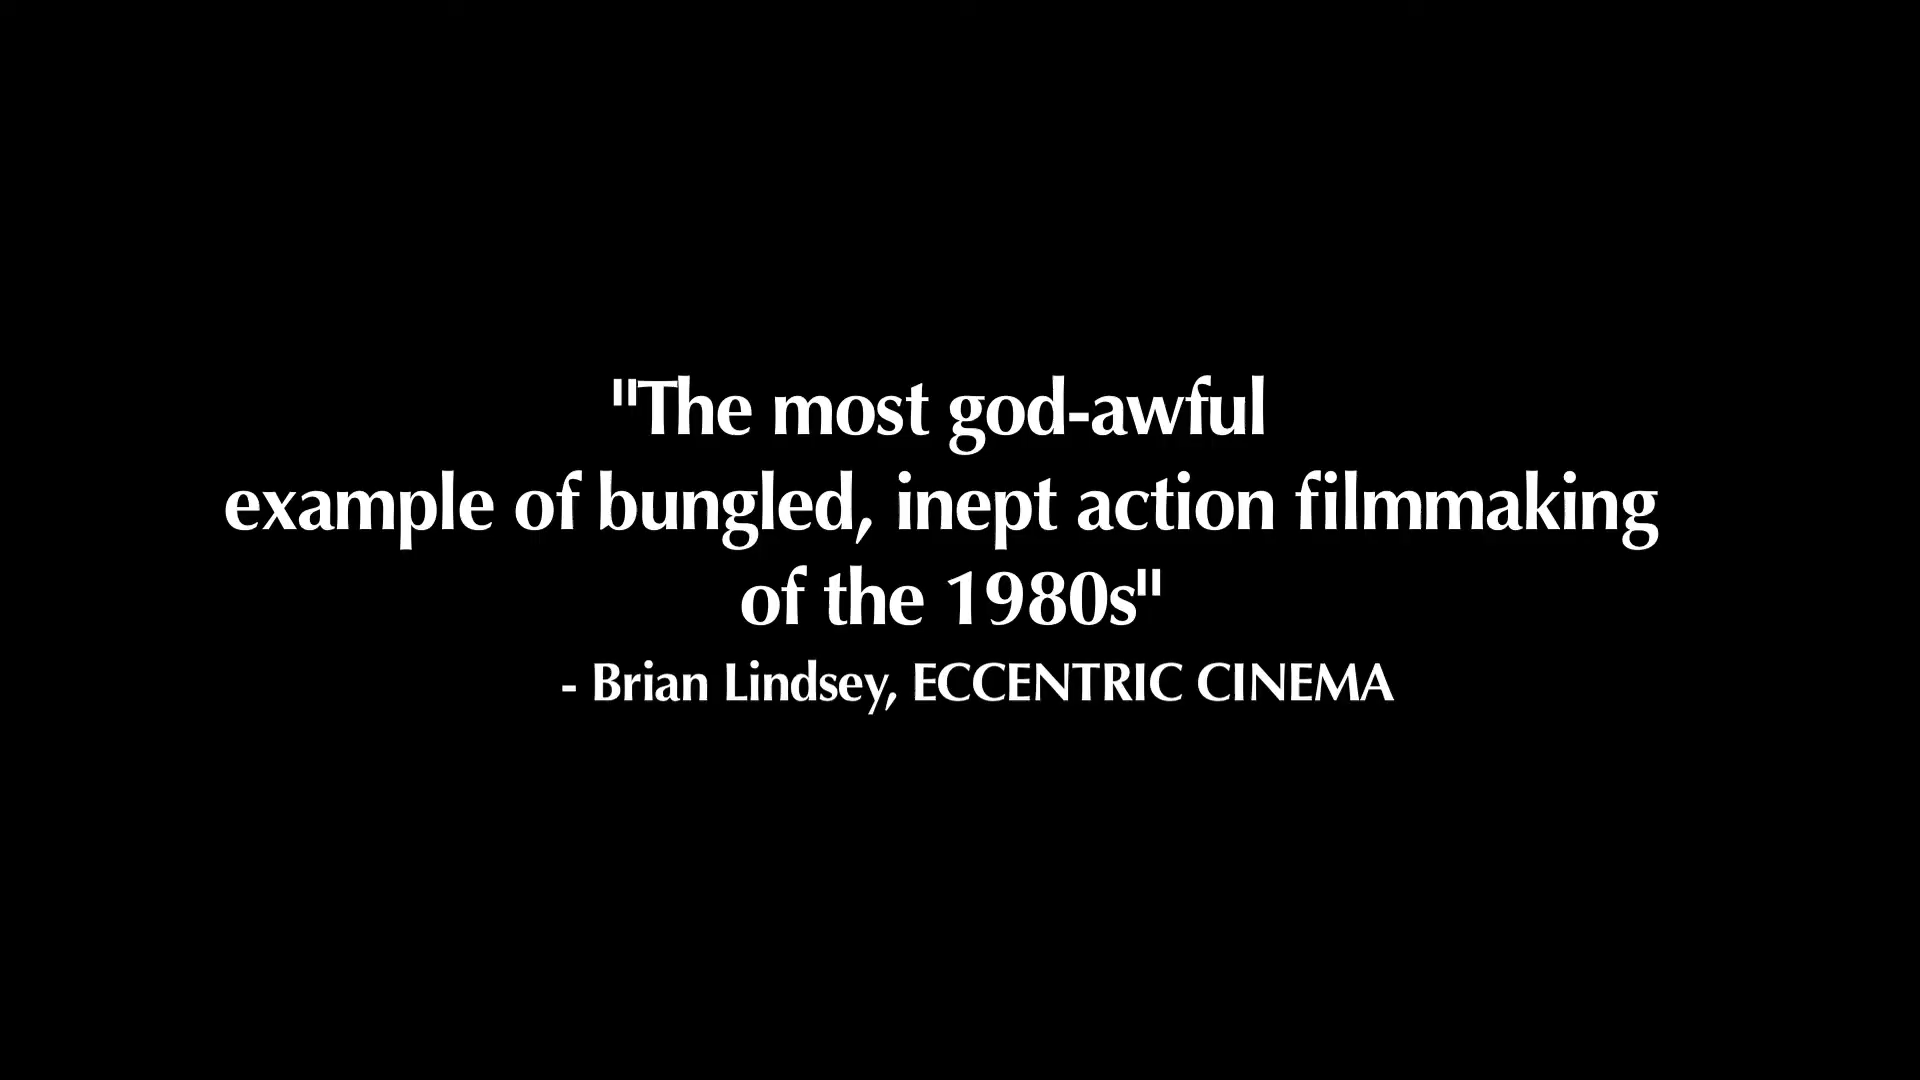 "The most god-awful
example of bungled, inept action filmmaking
of the 1980s"
- Brian Lindsey, ECCENTRIC CINEMA